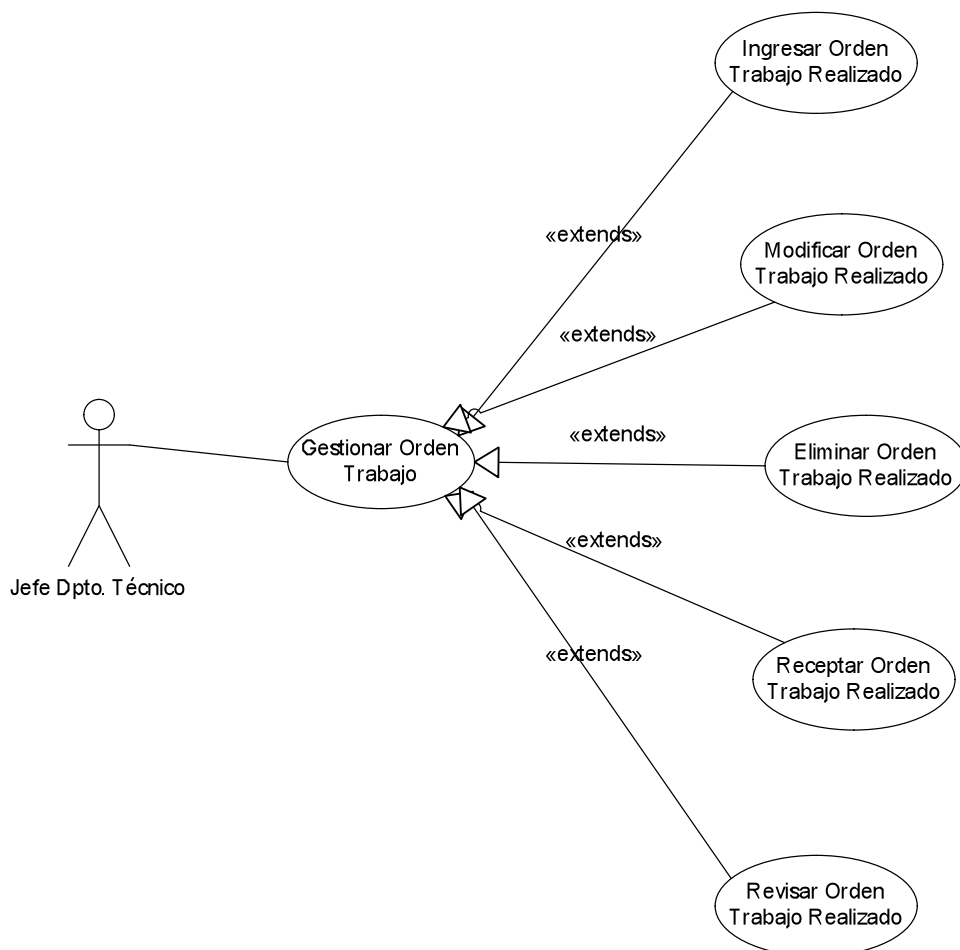 Ingresar Orden
Trabajo Realizado
«extends»
Modificar Orden
Trabajo Realizado
«extends»
Gestionar Orden
Trabajo
«extends»
Eliminar Orden
Trabajo Realizado
Jefe Dpto. Técnico
«extends»
Receptar Orden
Trabajo Realizado
«extends»
Revisar Orden
Trabajo Realizado